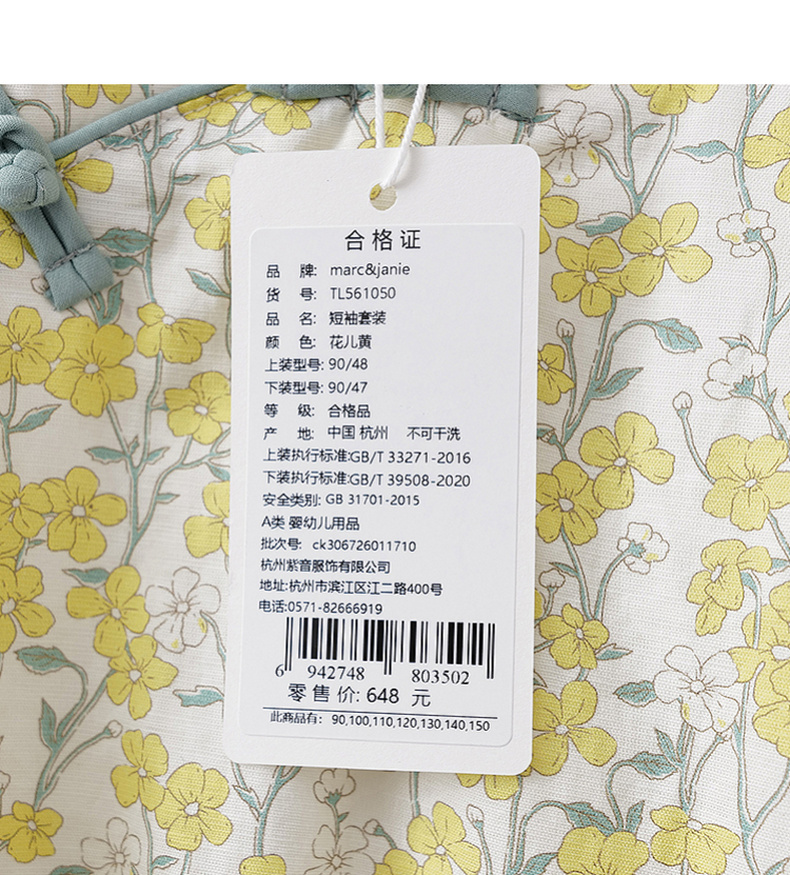 合格证
品 牌: marc&janie
货 号: TL561050
品 名: 短袖套装
颜 色: 花儿黄
上装型号: 90/48
下装型号: 90/47
等 级: 合格品
产 地: 中国 杭州 不可干洗
上装执行标准:GB/T 33271-2016
下装执行标准:GB/T 39508-2020
安全类别: GB 31701-2015
A类 婴幼儿用品
批次号: ck306726011710
杭州紫音服饰有限公司
地址:杭州市滨江区江二路400号
电话:0571-82666919
6 942748 803502
零售价: 648 元
此商品有: 90,100,110,120,130,140,150